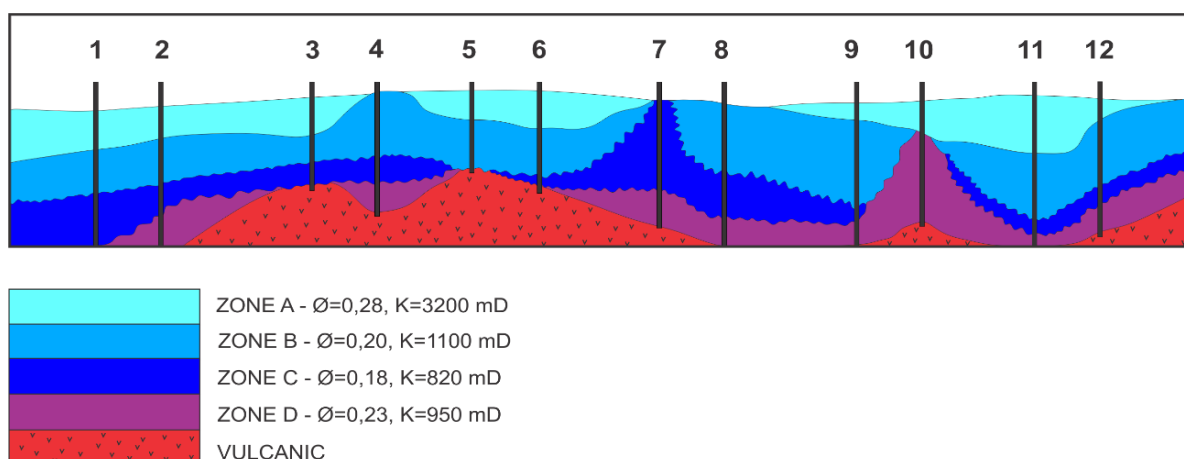 1 2 3 4 5 6 7 8 9 10 11 12
ZONE A - Ø=0,28, K=3200 mD
ZONE B - Ø=0,20, K=1100 mD
ZONE C - Ø=0,18, K=820 mD
ZONE D - Ø=0,23, K=950 mD
VULCANIC